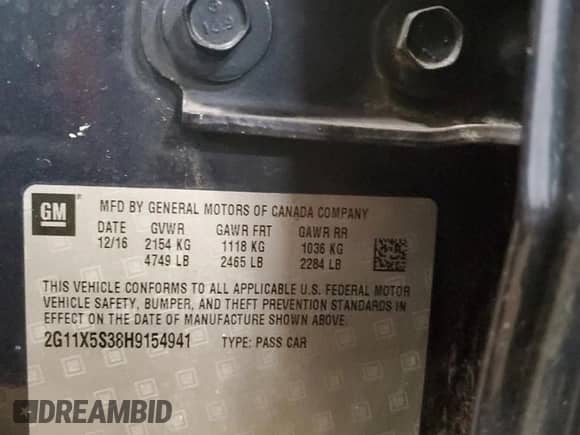 GM
MFD BY GENERAL MOTORS OF CANADA COMPANY
DATE GVWR GAWR FRT GAWR RR
12/16 2154 KG 1118 KG 1036 KG
4749 LB 2465 LB 2284 LB
THIS VEHICLE CONFORMS TO ALL APPLICABLE U.S. FEDERAL MOTOR
VEHICLE SAFETY, BUMPER, AND THEFT PREVENTION STANDARDS IN
EFFECT ON THE DATE OF MANUFACTURE SHOWN ABOVE.
2G11X5S38H9154941 TYPE: PASS CAR
DREAMBID